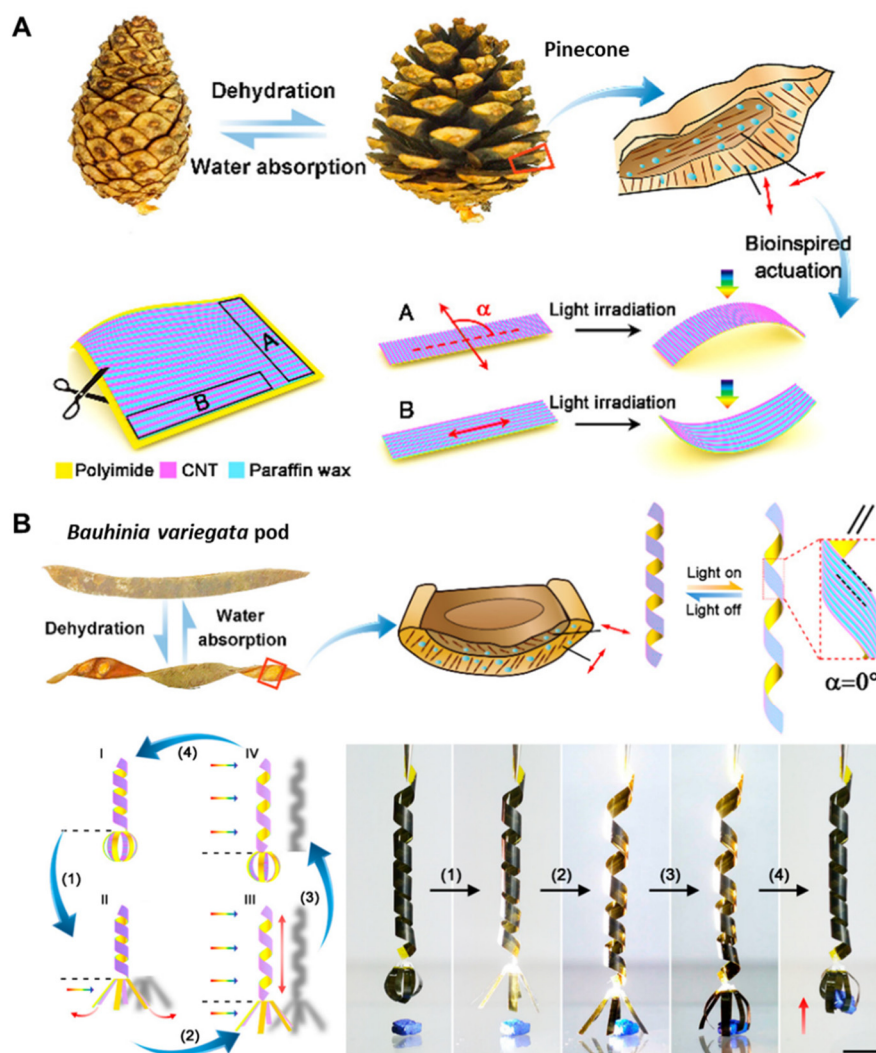 A
Pinecone
Dehydration
Water absorption
Bioinspired
actuation
A
B
Polyimide
CNT
Paraffin wax
A
α
Light irradiation
B
Light irradiation
B
Bauhinia variegata pod
Dehydration
Water
absorption
Light on
Light off
α=0°
I
(4)
IV
(1)
II
III
(3)
(2)
(1)
(2)
(3)
(4)